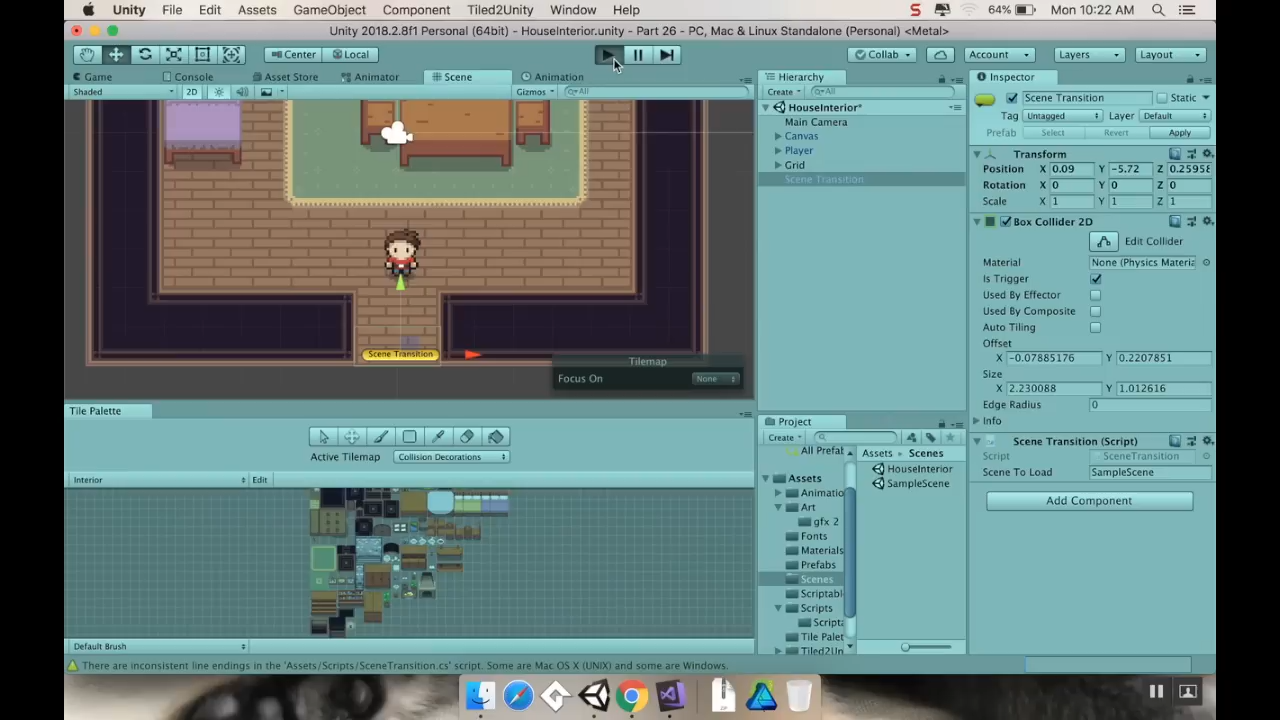 Unity File Edit Assets GameObject Component Tiled2Unity Window Help 64% Mon 10:22 AM
Unity 2018.2.8f1 Personal (64bit) - HouseInterior.unity - Part 26 - PC, Mac & Linux Standalone (Personal) <Metal>
Center Local Collab Account Layers Layout
Game Console Asset Store Animator Scene Animation
Shaded 2D Gizmos All
Scene Transition
Tilemap
Focus On None
Tile Palette
Active Tilemap Collision Decorations
Interior Edit
Default Brush
Hierarchy
Create All
HouseInterior*
Main Camera
Canvas
Player
Grid
Scene Transition
Project
Create
All Prefab
Assets
Animatio
Art
gfx 2
Fonts
Materials
Prefabs
Scenes
Scriptabl
Scripts
Scripta
Tile Palet
Tiled2Un
Assets Scenes
HouseInterior
SampleScene
Inspector
Scene Transition Static
Tag Untagged Layer Default
Prefab Select Revert Apply
Transform
Position X 0.09 Y -5.72 Z 0.25958
Rotation X 0 Y 0 Z 0
Scale X 1 Y 1 Z 1
Box Collider 2D
Edit Collider
Material None (Physics Materia
Is Trigger
Used By Effector
Used By Composite
Auto Tiling
Offset
X -0.07885176 Y 0.2207851
Size
X 2.230088 Y 1.012616
Edge Radius 0
Info
Scene Transition (Script)
Script SceneTransition
Scene To Load SampleScene
Add Component
There are inconsistent line endings in the 'Assets/Scripts/SceneTransition.cs' script. Some are Mac OS X (UNIX) and some are Windows.